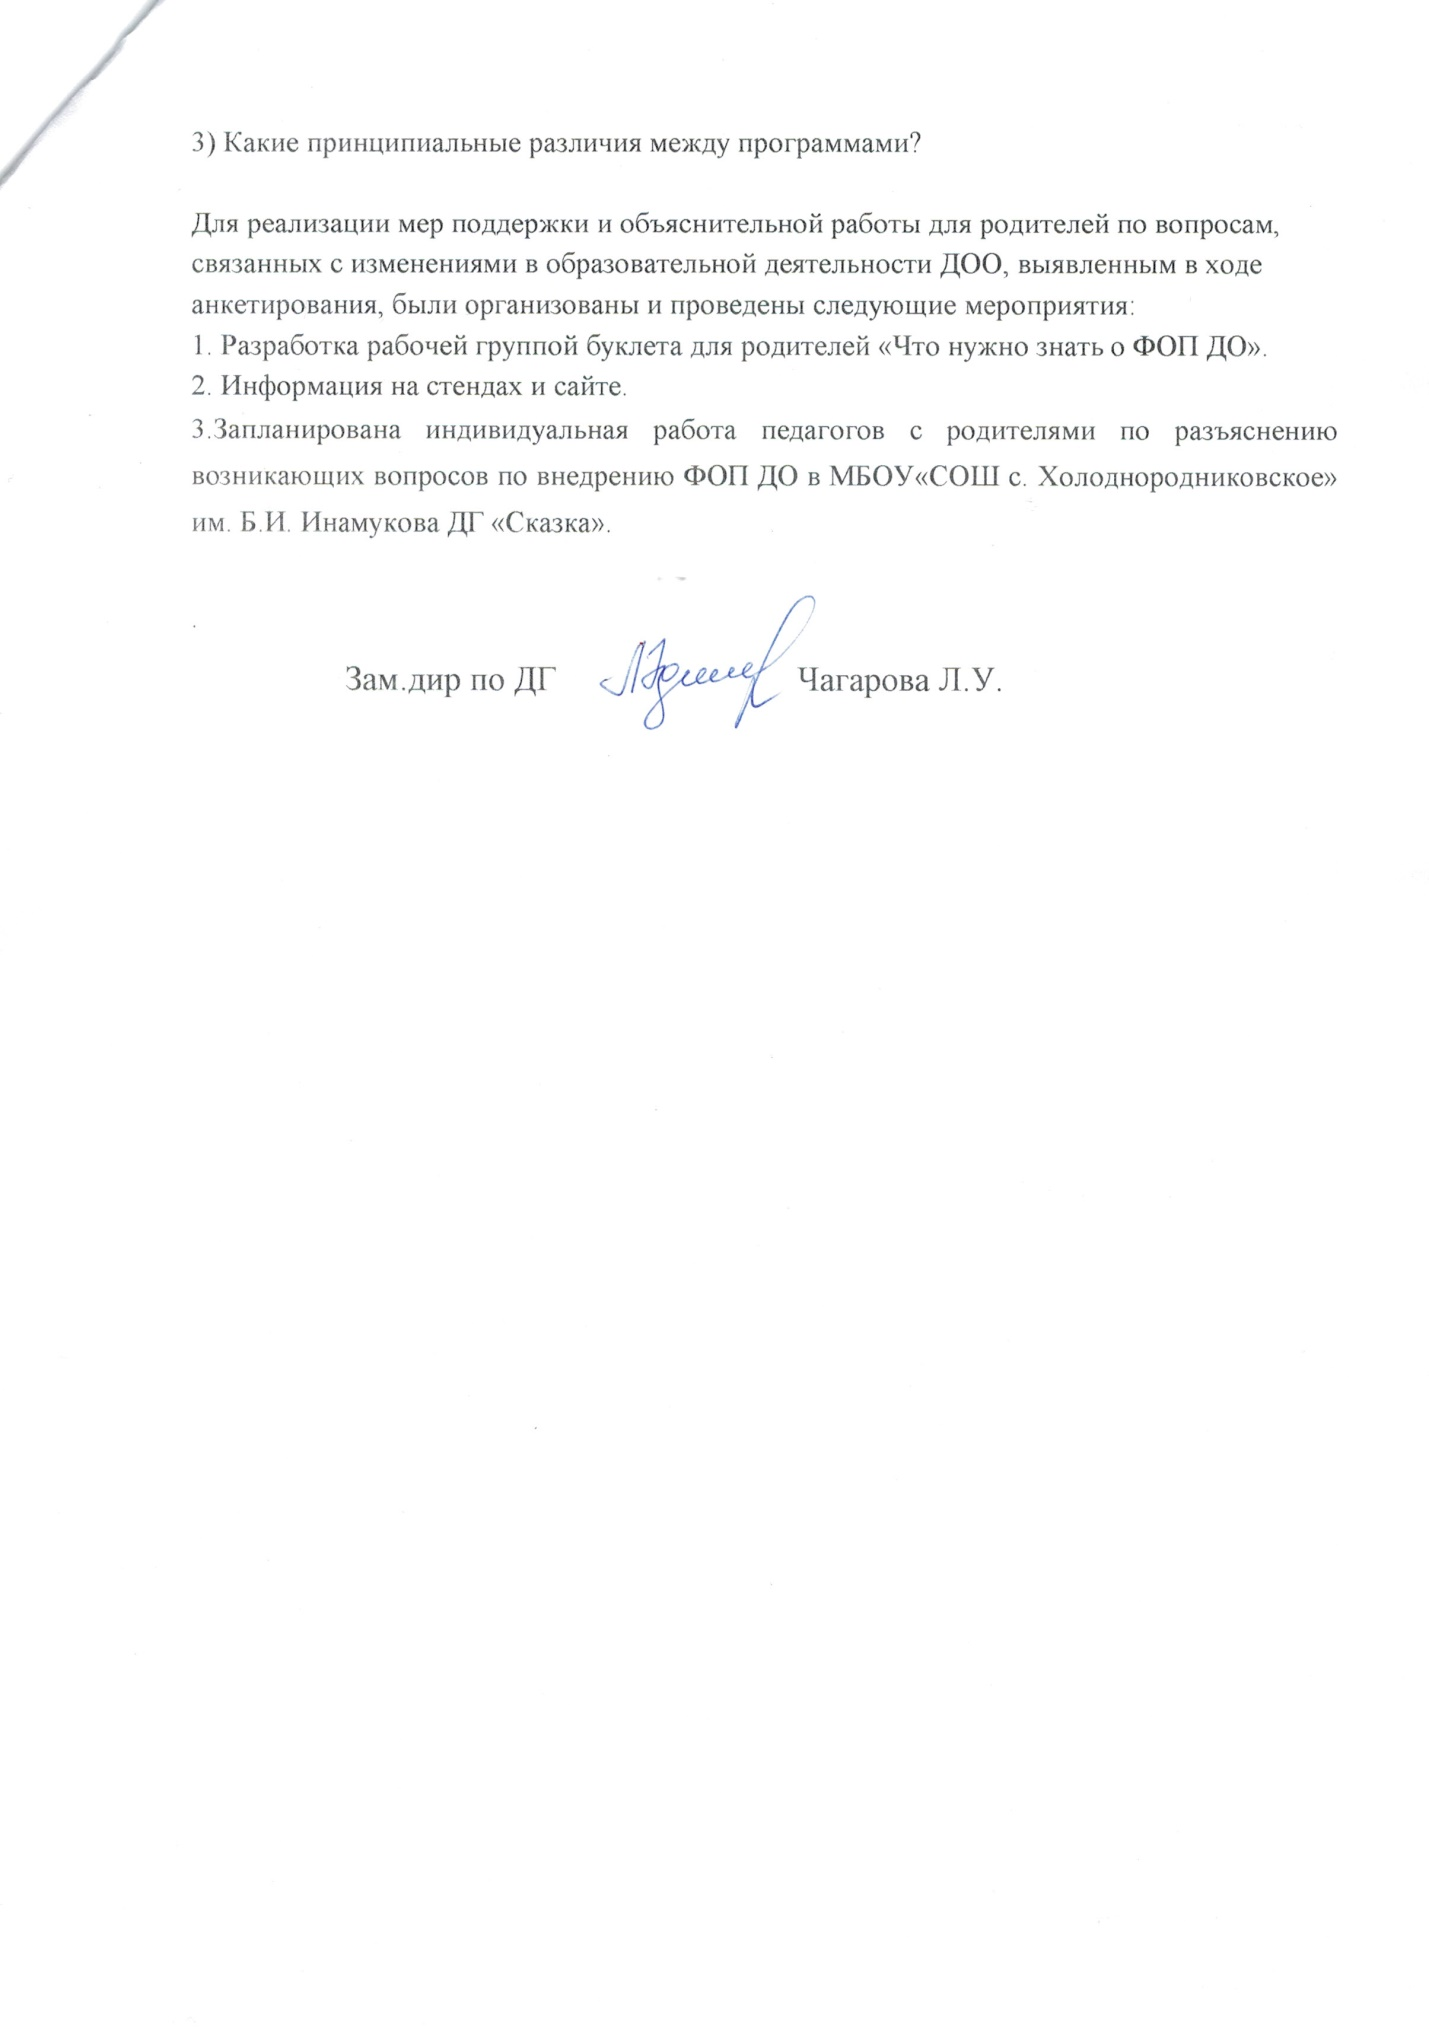 3) Какие принципиальные различия между программами?
Для реализации мер поддержки и объяснительной работы для родителей по вопросам,
связанных с изменениями в образовательной деятельности ДОО, выявленным в ходе
анкетирования, были организованы и проведены следующие мероприятия:
1. Разработка рабочей группой буклета для родителей «Что нужно знать о ФОП ДО».
2. Информация на стендах и сайте.
3.Запланирована индивидуальная работа педагогов с родителями по разъяснению
возникающих вопросов по внедрению ФОП ДО в МБОУ«СОШ с. Холоднородниковское»
им. Б.И. Инамукова ДГ «Сказка».
Зам.дир по ДГ Чагарова Л.У.